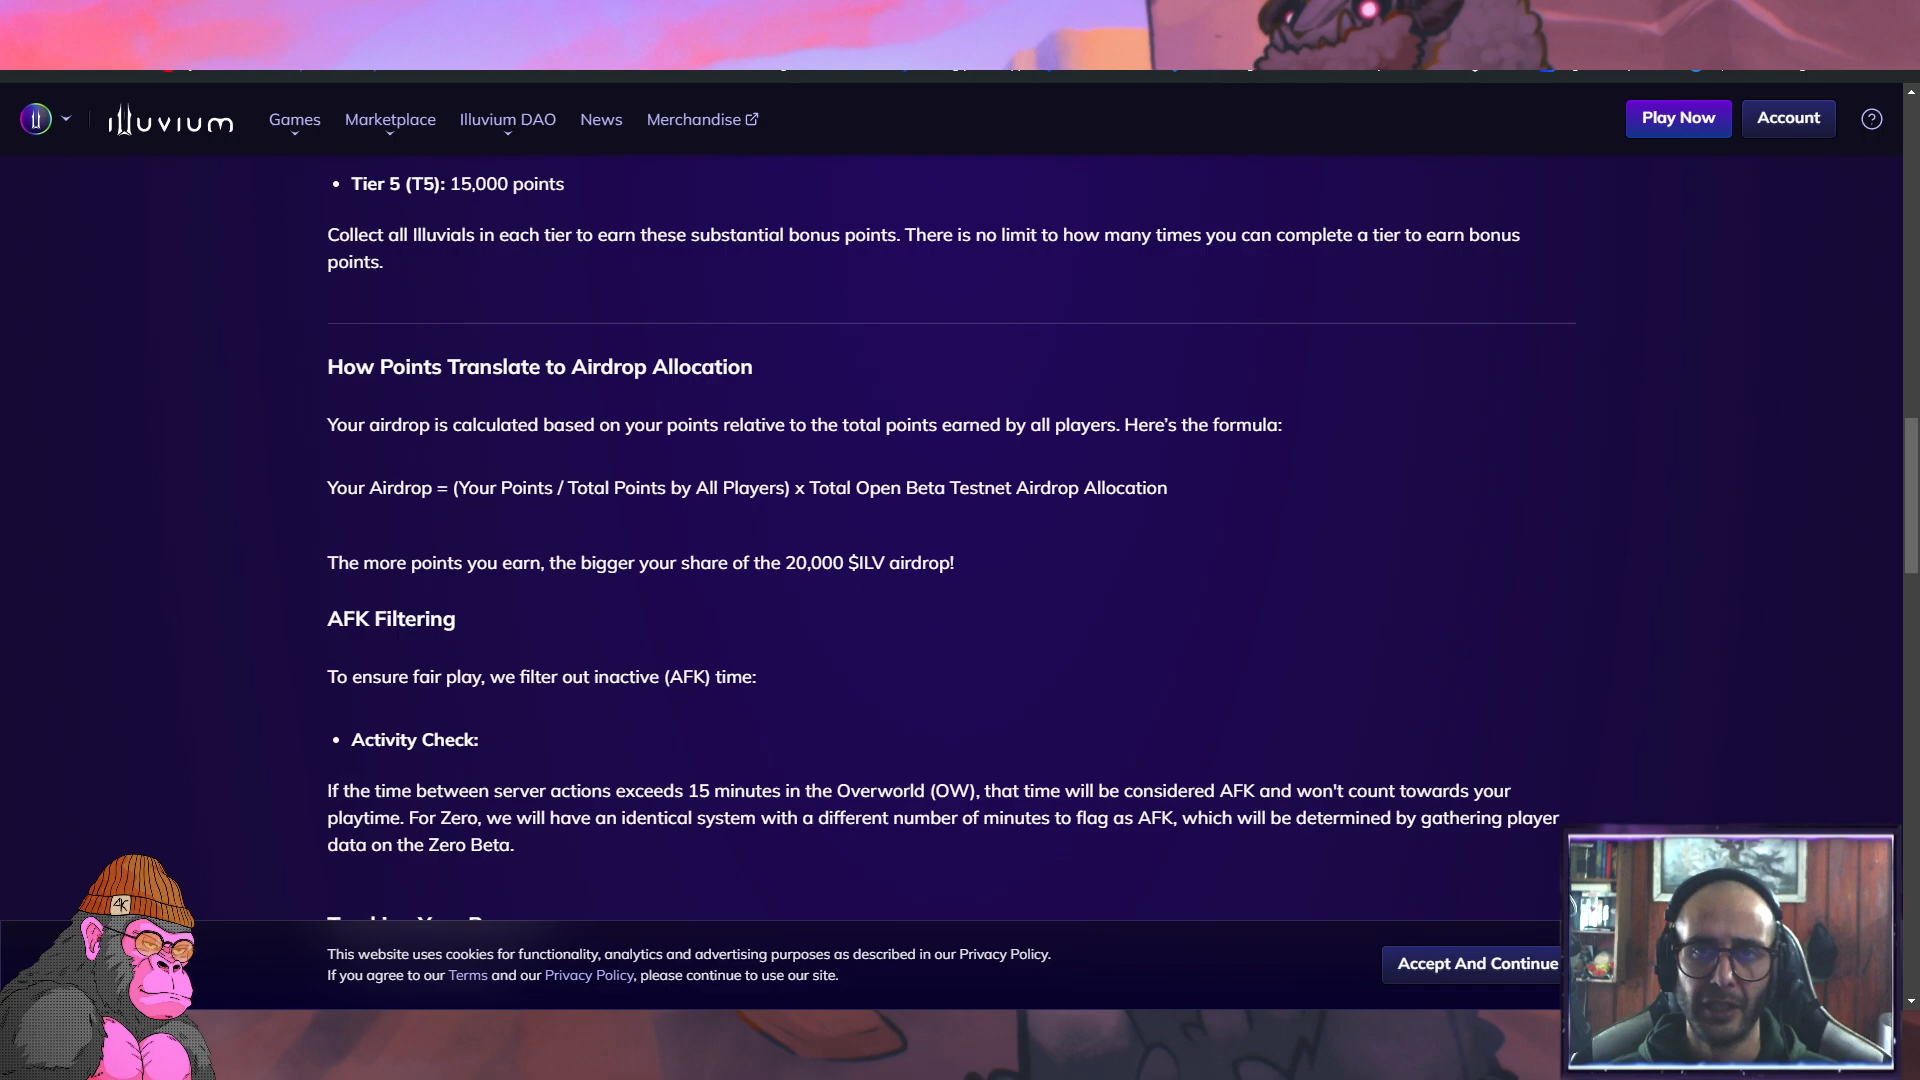 illuvium
Games
Marketplace
Illuvium DAO
News
Merchandise
Play Now
Account
?
• Tier 5 (T5): 15,000 points
Collect all Illuvials in each tier to earn these substantial bonus points. There is no limit to how many times you can complete a tier to earn bonus
points.
How Points Translate to Airdrop Allocation
Your airdrop is calculated based on your points relative to the total points earned by all players. Here’s the formula:
Your Airdrop = (Your Points / Total Points by All Players) x Total Open Beta Testnet Airdrop Allocation
The more points you earn, the bigger your share of the 20,000 $ILV airdrop!
AFK Filtering
To ensure fair play, we filter out inactive (AFK) time:
• Activity Check:
If the time between server actions exceeds 15 minutes in the Overworld (OW), that time will be considered AFK and won't count towards your
playtime. For Zero, we will have an identical system with a different number of minutes to flag as AFK, which will be determined by gathering player
data on the Zero Beta.
This website uses cookies for functionality, analytics and advertising purposes as described in our Privacy Policy.
If you agree to our Terms and our Privacy Policy, please continue to use our site.
Accept And Continue
4K